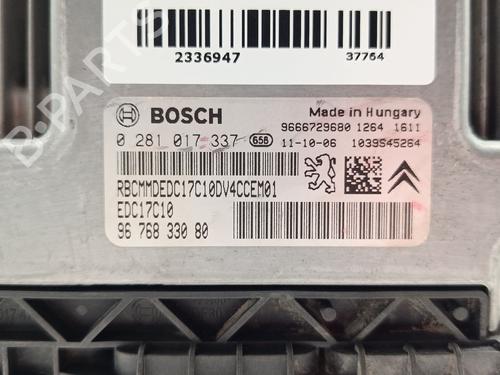 2336947
37764
BOSCH
Made in Hungary
9666729680 1264 1611
0 281 017 337 658 11-10-06 1039S45264
RBCMMDEDC17C10DV4CCEM01
EDC17C10
96 768 330 80
B-PARTS